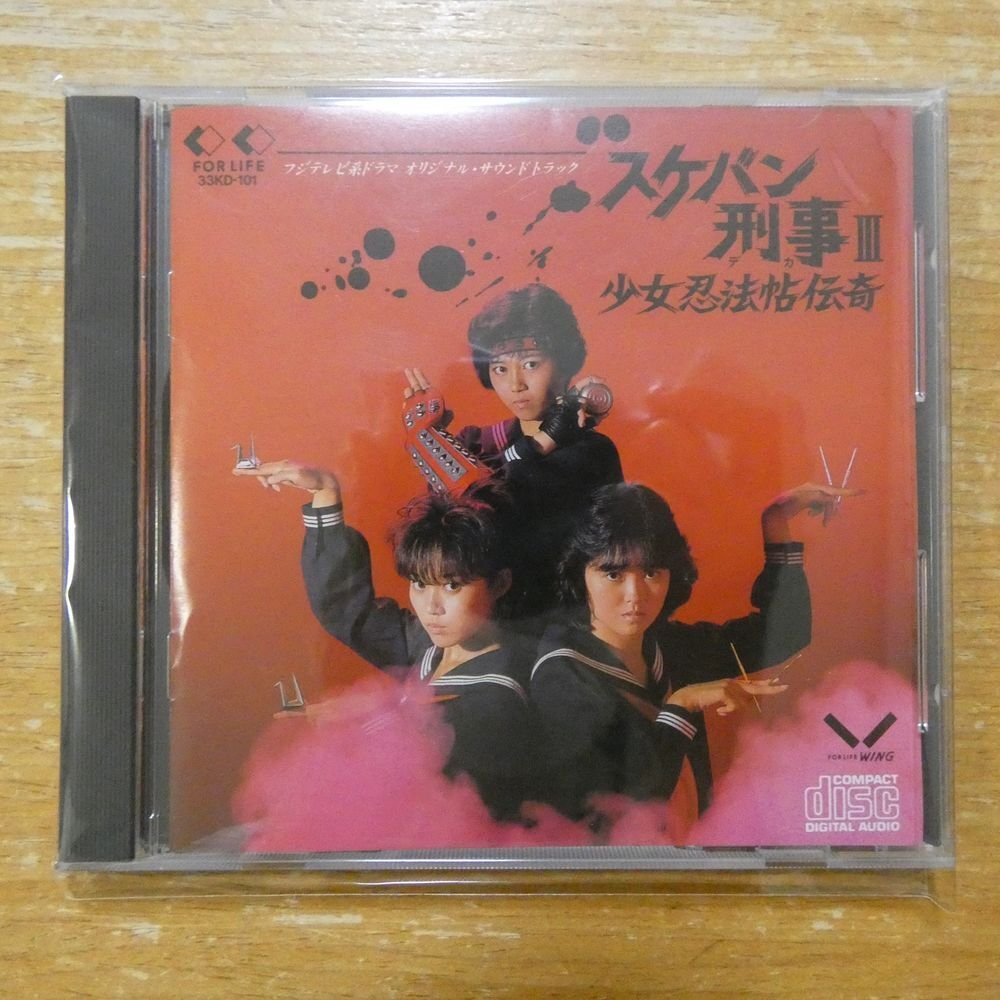 FOR LIFE
33KD-101
フジテレビ系ドラマ オリジナル・サウンドトラック
スケバン
刑事III
デカ
少女忍法帖伝奇
FOR LIFE WING
COMPACT
disc
DIGITAL AUDIO